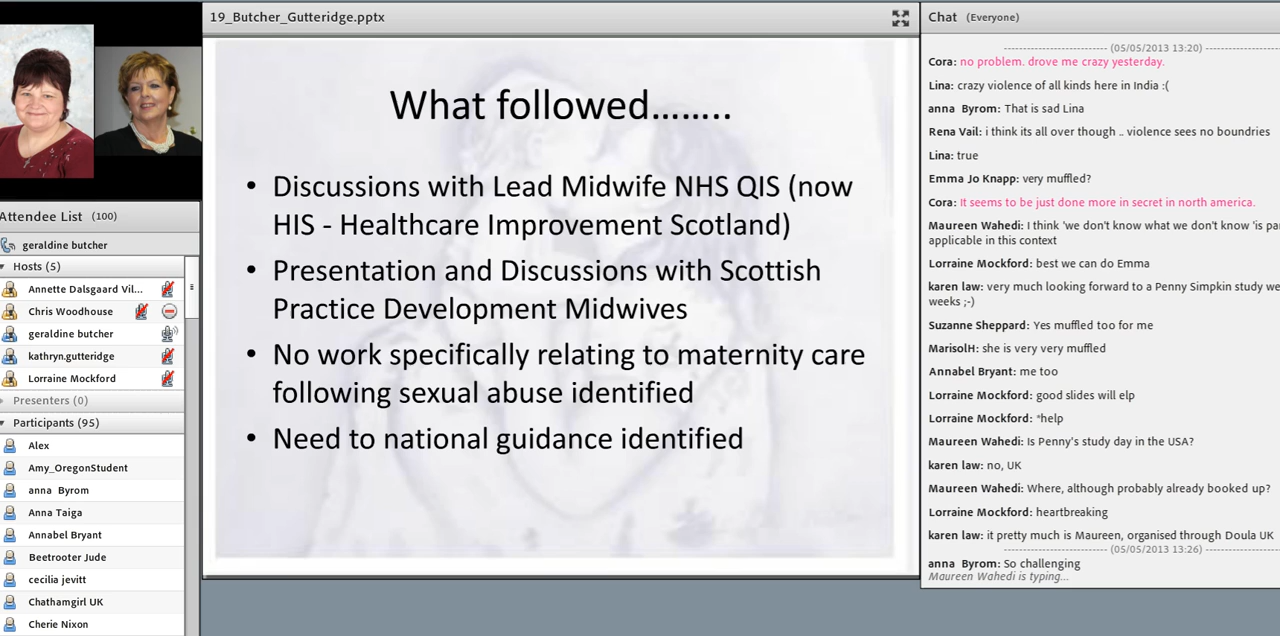 19_Butcher_Gutteridge.pptx
What followed……..
• Discussions with Lead Midwife NHS QIS (now
HIS - Healthcare Improvement Scotland)
• Presentation and Discussions with Scottish
Practice Development Midwives
• No work specifically relating to maternity care
following sexual abuse identified
• Need to national guidance identified
Attendee List (100)
geraldine butcher
Hosts (5)
Annette Dalsgaard Vil...
Chris Woodhouse
geraldine butcher
kathryn.gutteridge
Lorraine Mockford
Presenters (0)
Participants (95)
Alex
Amy_OregonStudent
anna Byrom
Anna Taiga
Annabel Bryant
Beetrooter Jude
cecilia jevitt
Chathamgirl UK
Cherie Nixon
Chat (Everyone)
(05/05/2013 13:20)
Cora: no problem. drove me crazy yesterday.
Lina: crazy violence of all kinds here in India :(
anna Byrom: That is sad Lina
Rena Vail: i think its all over though .. violence sees no boundries
Lina: true
Emma Jo Knapp: very muffled?
Cora: It seems to be just done more in secret in north america.
Maureen Wahedi: I think 'we don't know what we don't know 'is pa
applicable in this context
Lorraine Mockford: best we can do Emma
karen law: very much looking forward to a Penny Simpkin study we
weeks ;-)
Suzanne Sheppard: Yes muffled too for me
MarisolH: she is very very muffled
Annabel Bryant: me too
Lorraine Mockford: good slides will elp
Lorraine Mockford: *help
Maureen Wahedi: Is Penny's study day in the USA?
karen law: no, UK
Maureen Wahedi: Where, although probably already booked up?
Lorraine Mockford: heartbreaking
karen law: it pretty much is Maureen, organised through Doula UK
(05/05/2013 13:26)
anna Byrom: So challenging
Maureen Wahedi is typing...